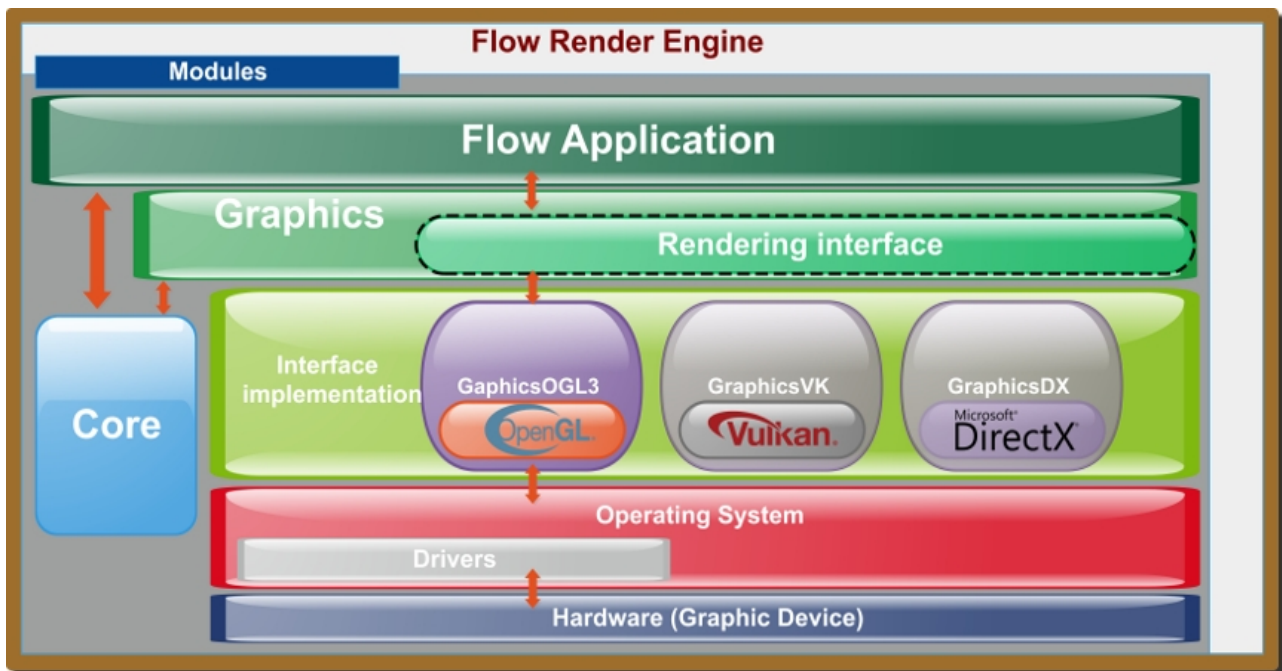 Flow Render Engine
Modules
Flow Application
Graphics
Rendering interface
Interface
implementation
GaphicsOGL3
GraphicsVK
GraphicsDX
OpenGL.
Vulkan.
Microsoft®
DirectX®
Core
Operating System
Drivers
Hardware (Graphic Device)